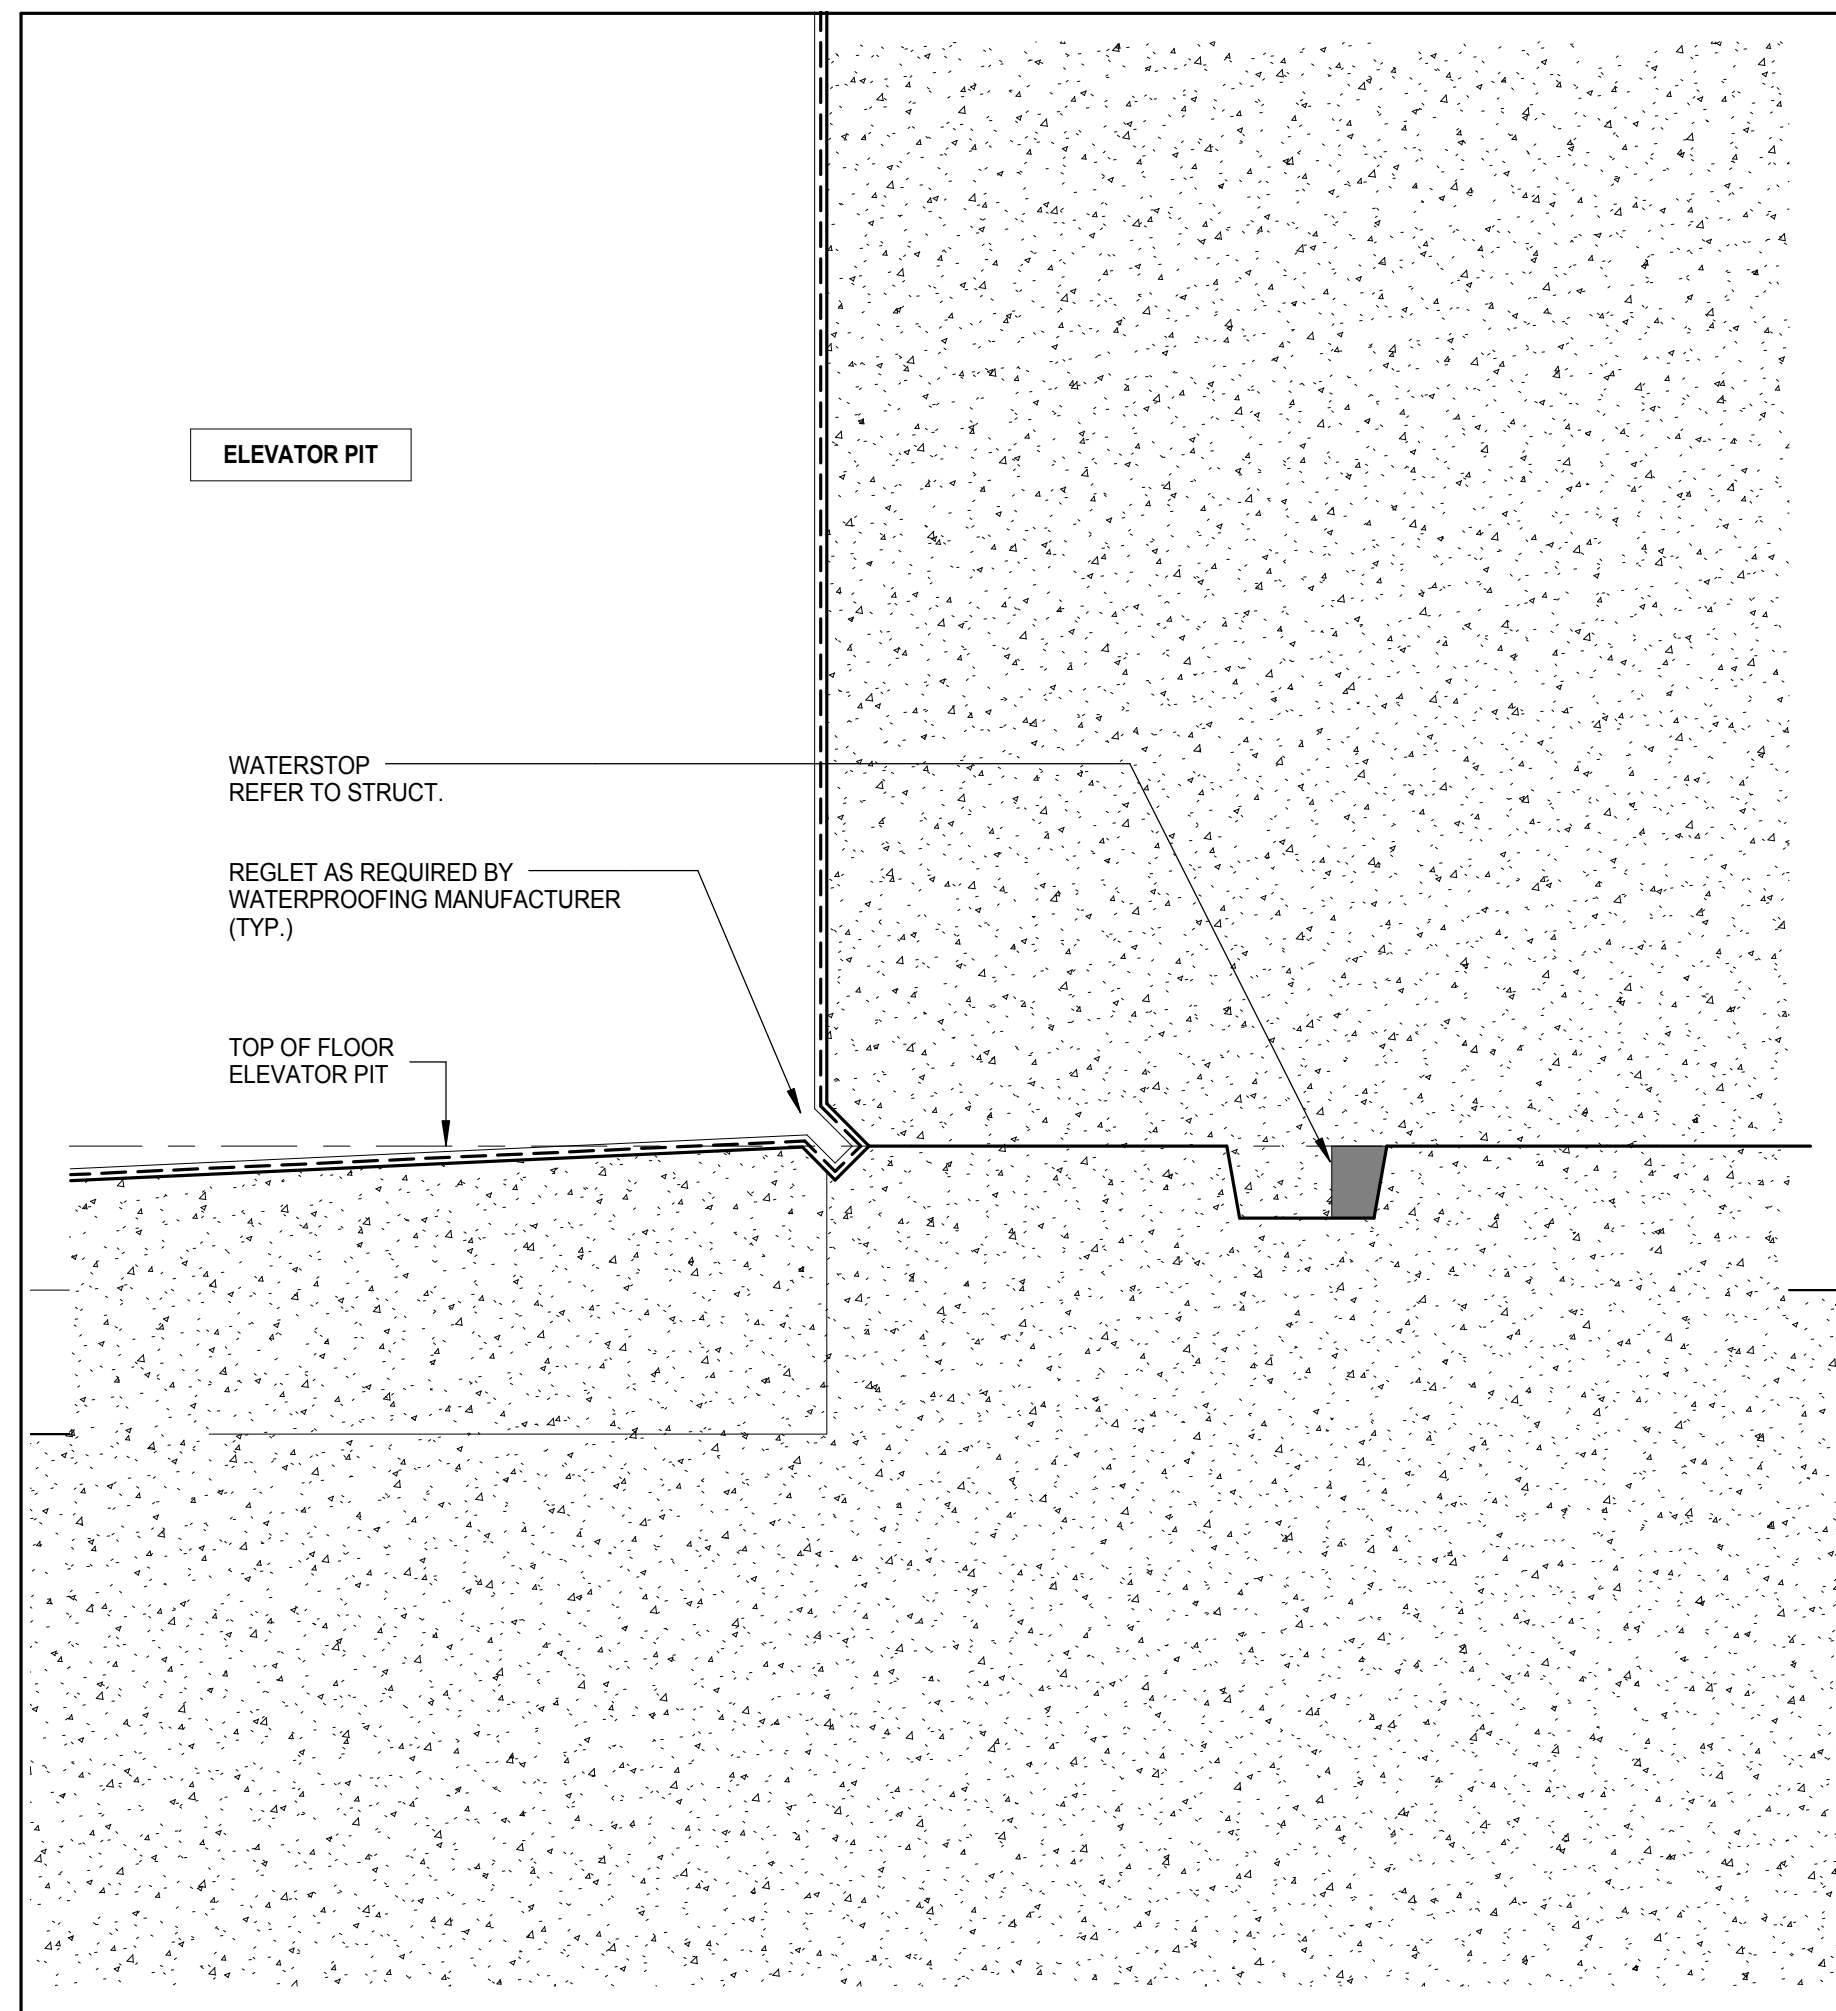 ELEVATOR PIT
WATERSTOP
REFER TO STRUCT.
REGLET AS REQUIRED BY
WATERPROOFING MANUFACTURER
(TYP.)
TOP OF FLOOR
ELEVATOR PIT